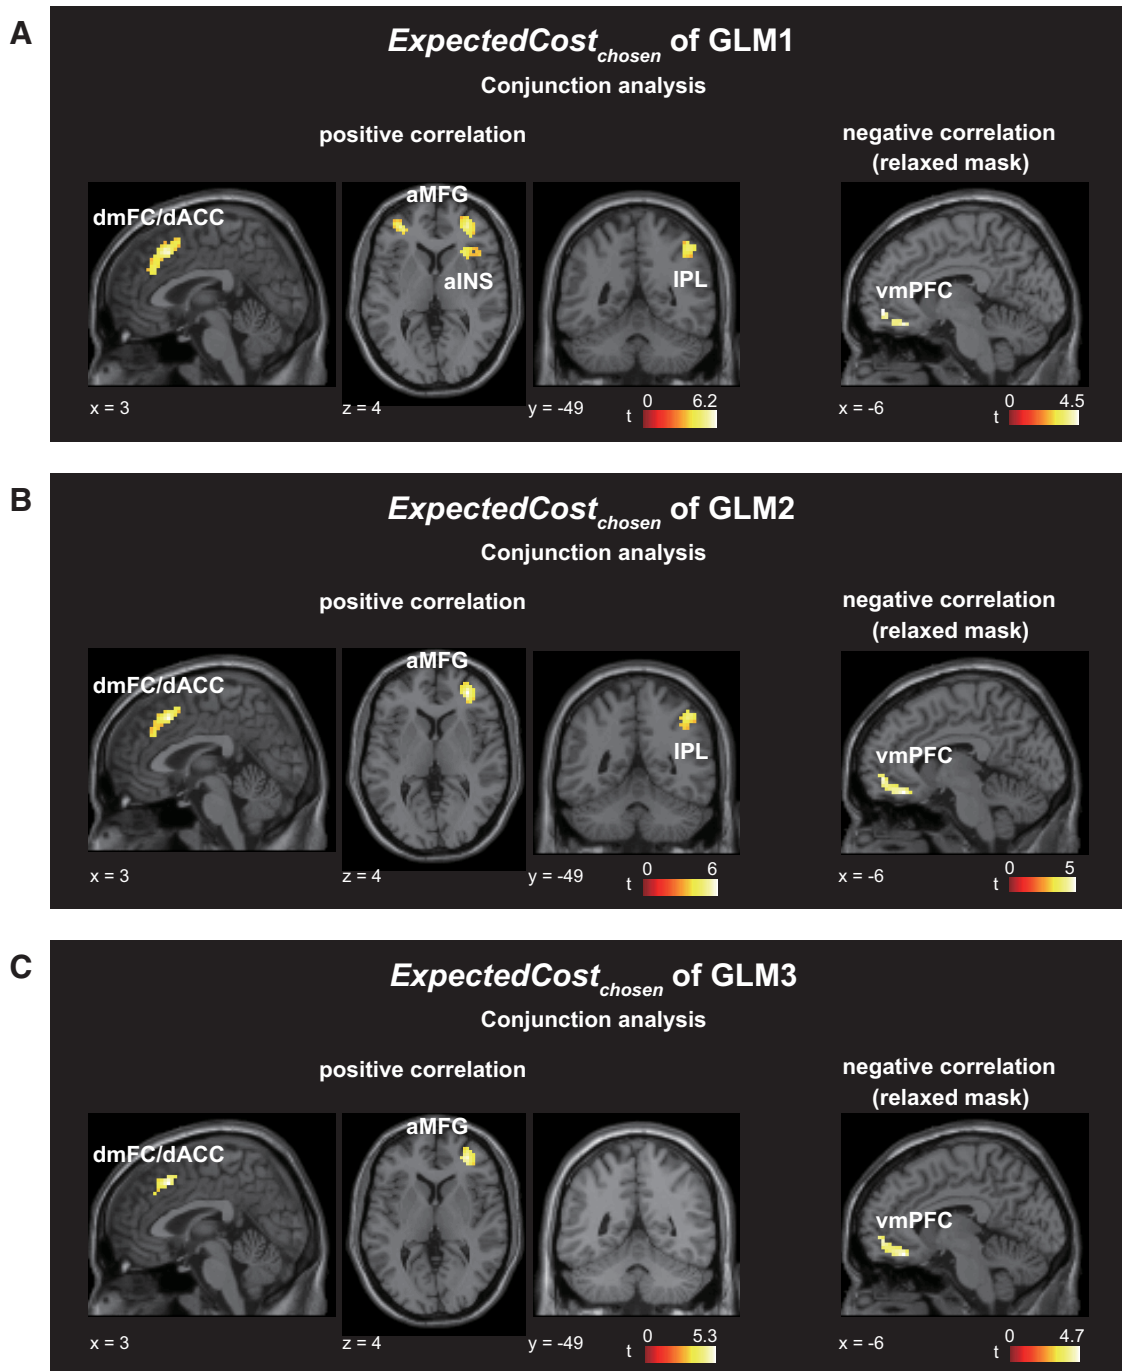 A
ExpectedCost_chosen of GLM1
Conjunction analysis
positive correlation
negative correlation
(relaxed mask)
dmFC/dACC
aMFG
aINS
IPL
vmPFC
x = 3
z = 4
y = -49
t
0
6.2
x = -6
t
0
4.5
B
ExpectedCost_chosen of GLM2
Conjunction analysis
positive correlation
negative correlation
(relaxed mask)
dmFC/dACC
aMFG
IPL
vmPFC
x = 3
z = 4
y = -49
t
0
6
x = -6
t
0
5
C
ExpectedCost_chosen of GLM3
Conjunction analysis
positive correlation
negative correlation
(relaxed mask)
dmFC/dACC
aMFG
vmPFC
x = 3
z = 4
y = -49
t
0
5.3
x = -6
t
0
4.7